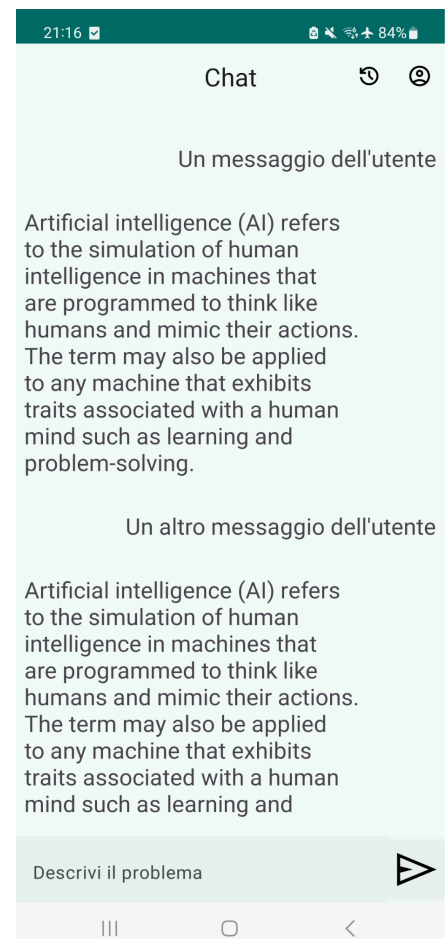 21:16
84%
Chat
Un messaggio dell'utente
Artificial intelligence (AI) refers
to the simulation of human
intelligence in machines that
are programmed to think like
humans and mimic their actions.
The term may also be applied
to any machine that exhibits
traits associated with a human
mind such as learning and
problem-solving.
Un altro messaggio dell'utente
Artificial intelligence (AI) refers
to the simulation of human
intelligence in machines that
are programmed to think like
humans and mimic their actions.
The term may also be applied
to any machine that exhibits
traits associated with a human
mind such as learning and
Descrivi il problema